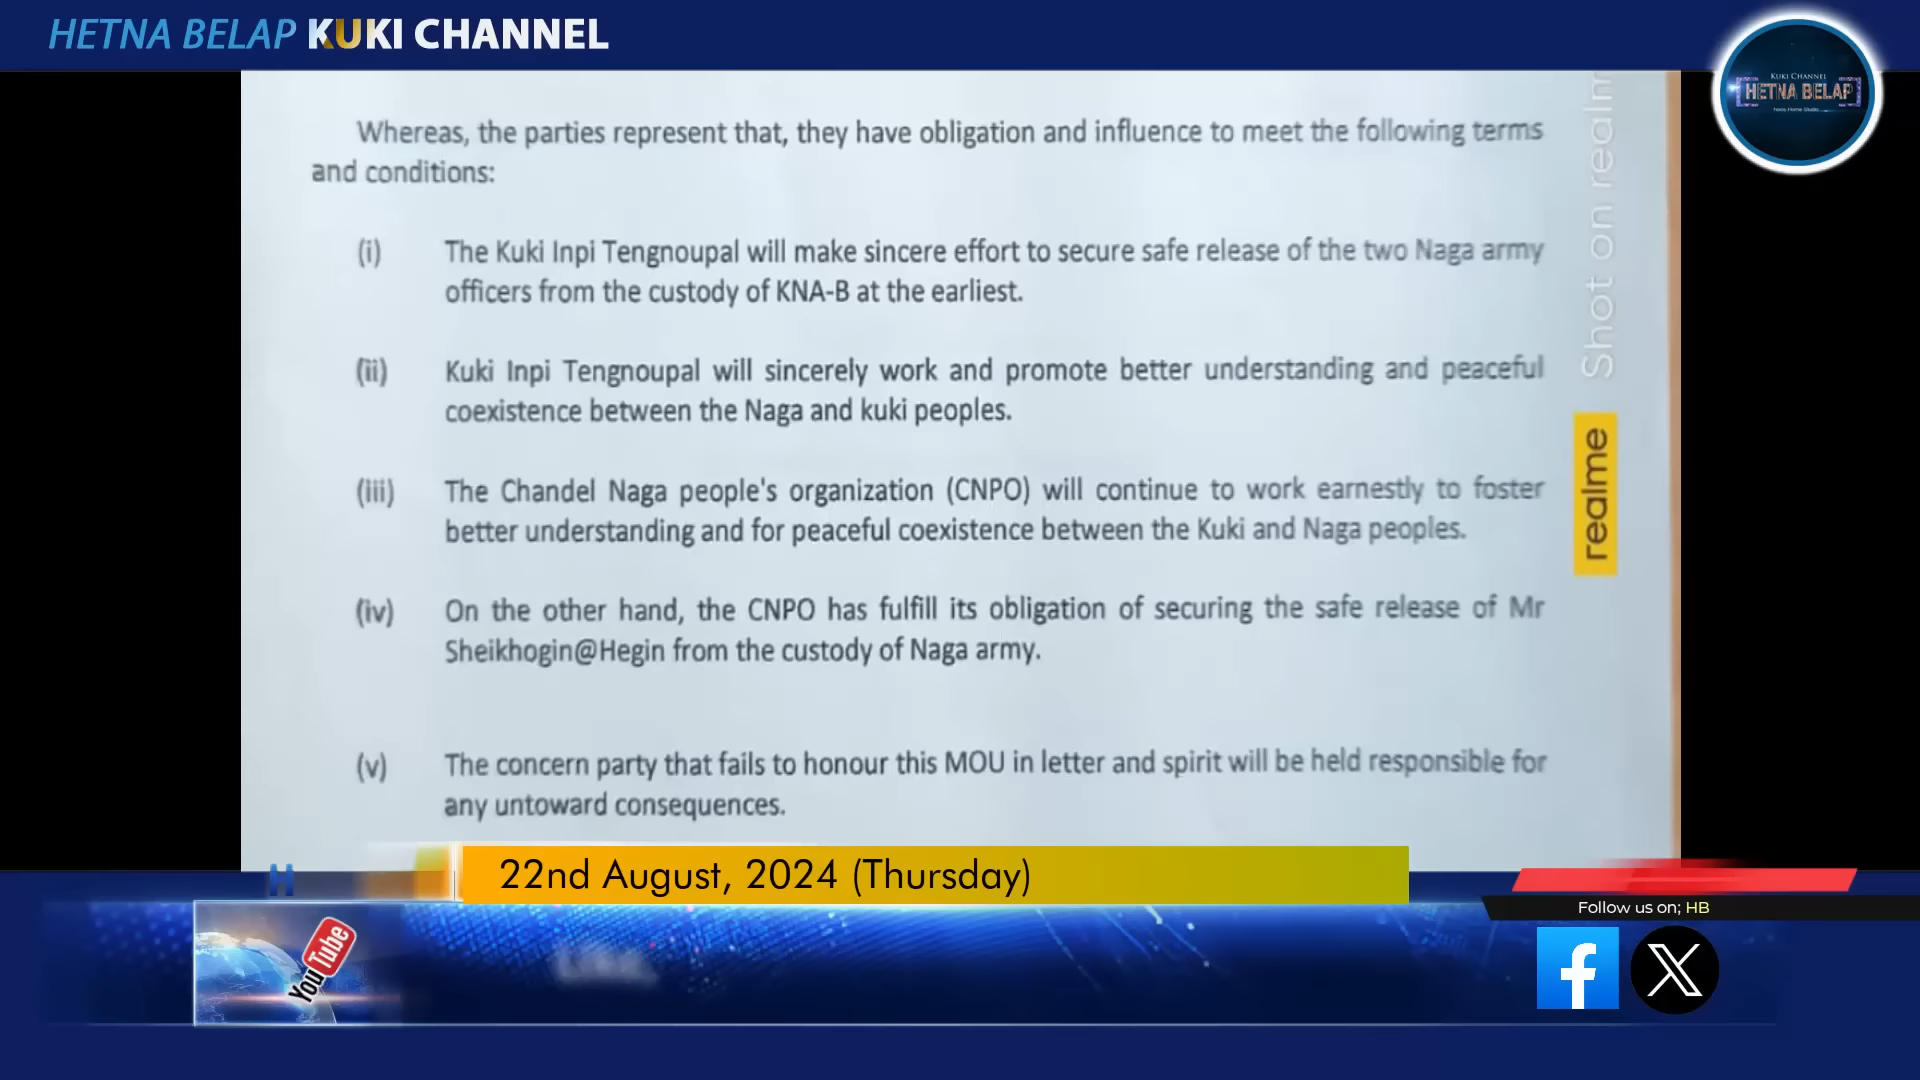 HETNA BELAP KUKI CHANNEL
KUKI CHANNEL
HETNA BELAP
Whereas, the parties represent that, they have obligation and influence to meet the following terms
and conditions:
(i) The Kuki Inpi Tengnoupal will make sincere effort to secure safe release of the two Naga army
officers from the custody of KNA-B at the earliest.
(ii) Kuki Inpi Tengnoupal will sincerely work and promote better understanding and peaceful
coexistence between the Naga and kuki peoples.
(iii) The Chandel Naga people's organization (CNPO) will continue to work earnestly to foster
better understanding and for peaceful coexistence between the Kuki and Naga peoples.
(iv) On the other hand, the CNPO has fulfill its obligation of securing the safe release of Mr
Sheikhogin@Hegin from the custody of Naga army.
(v) The concern party that fails to honour this MOU in letter and spirit will be held responsible for
any untoward consequences.
realme Shot on realm
H
22nd August, 2024 (Thursday)
YouTube
Follow us on; HB